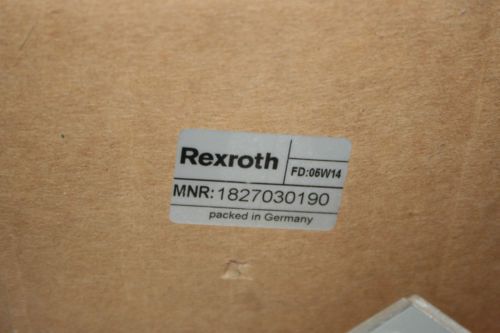 Rexroth
FD:05W14
MNR:1827030190
packed in Germany